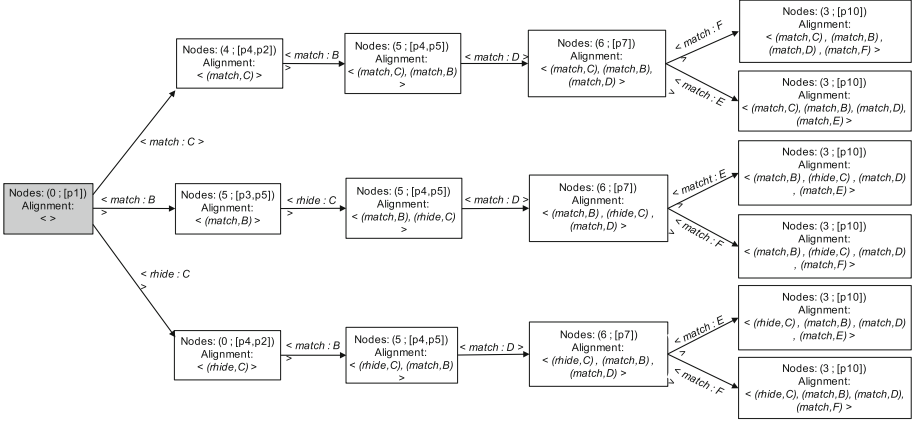 Nodes: (0 ; [p1])
Alignment:
< >
< match : C >
< match : B
>
< rhide : C
>
Nodes: (4 ; [p4,p2])
Alignment:
< (match,C) >
< match : B
>
Nodes: (5 ; [p4,p5])
Alignment:
< (match,C), (match,B)
>
< match : D >
Nodes: (6 ; [p7])
Alignment:
< (match,C), (match,B),
(match,D) >
< match : F
>
< match : E
>
Nodes: (3 ; [p10])
Alignment:
< (match,C) , (match,B) ,
(match,D) , (match,F) >
Nodes: (3 ; [p10])
Alignment:
< (match,C), (match,B), (match,D),
(match,E) >
Nodes: (5 ; [p3,p5])
Alignment:
< (match,B) >
< rhide : C
>
Nodes: (5 ; [p4,p5])
Alignment:
< (match,B), (rhide,C)
>
< match : D >
Nodes: (6 ; [p7])
Alignment:
< (match,B) , (rhide,C) ,
(match,D) >
< matcht : E
>
< match : F
>
Nodes: (3 ; [p10])
Alignment:
< (match,B) , (rhide,C) , (match,D)
, (match,E) >
Nodes: (3 ; [p10])
Alignment:
< (match,B) , (rhide,C) , (match,D)
, (match,F) >
Nodes: (0 ; [p4,p2])
Alignment:
< (rhide,C) >
< match : B
>
Nodes: (5 ; [p4,p5])
Alignment:
< (rhide,C), (match,B)
>
< match : D >
Nodes: (6 ; [p7])
Alignment:
< (rhide,C) , (match,B) ,
(match,D) >
< match : E
>
< match : F
>
Nodes: (3 ; [p10])
Alignment:
< (rhide,C) , (match,B) , (match,D)
, (match,E) >
Nodes: (3 ; [p10])
Alignment:
< (rhide,C), (match,B), (match,D),
(match,F) >